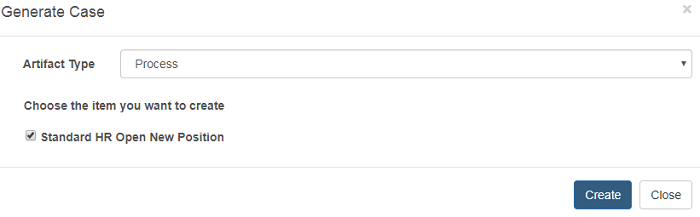 Generate Case ×
Artifact Type Process
Choose the item you want to create
Standard HR Open New Position
Create Close